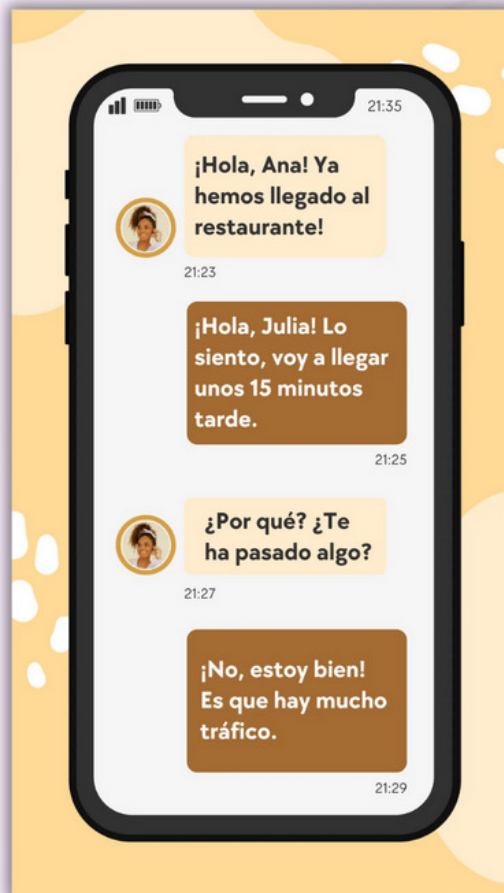 21:35
¡Hola, Ana! Ya
hemos llegado al
restaurante!
21:23
¡Hola, Julia! Lo
siento, voy a llegar
unos 15 minutos
tarde.
21:25
¿Por qué? ¿Te
ha pasado algo?
21:27
¡No, estoy bien!
Es que hay mucho
tráfico.
21:29